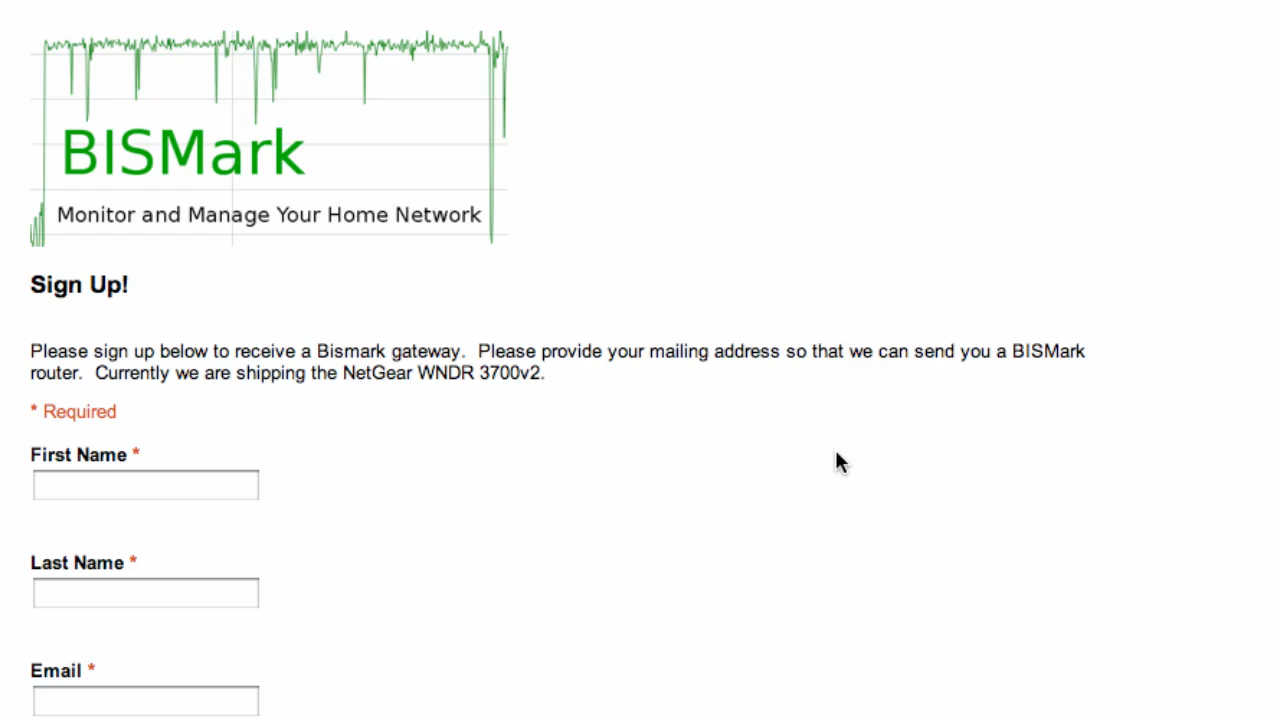 BISMark
Monitor and Manage Your Home Network
Sign Up!
Please sign up below to receive a Bismark gateway.  Please provide your mailing address so that we can send you a BISMark
router.  Currently we are shipping the NetGear WNDR 3700v2.
* Required
First Name *
Last Name *
Email *